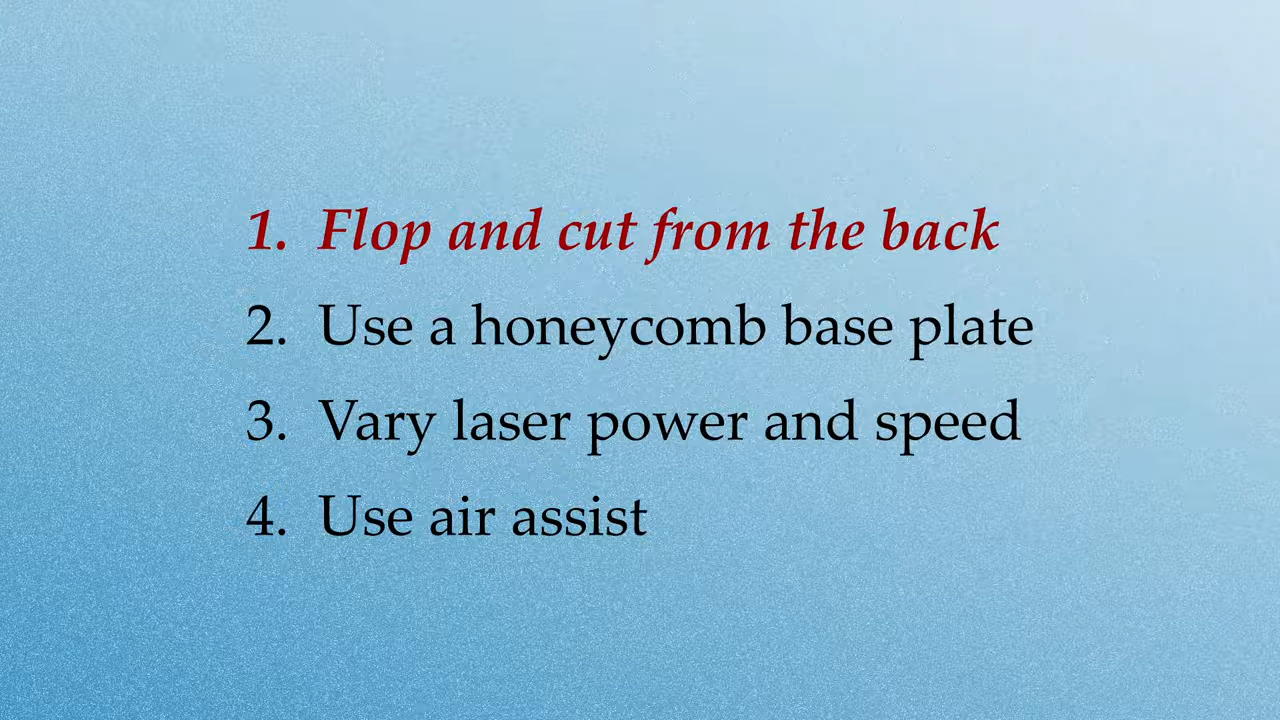 1. Flop and cut from the back
2. Use a honeycomb base plate
3. Vary laser power and speed
4. Use air assist